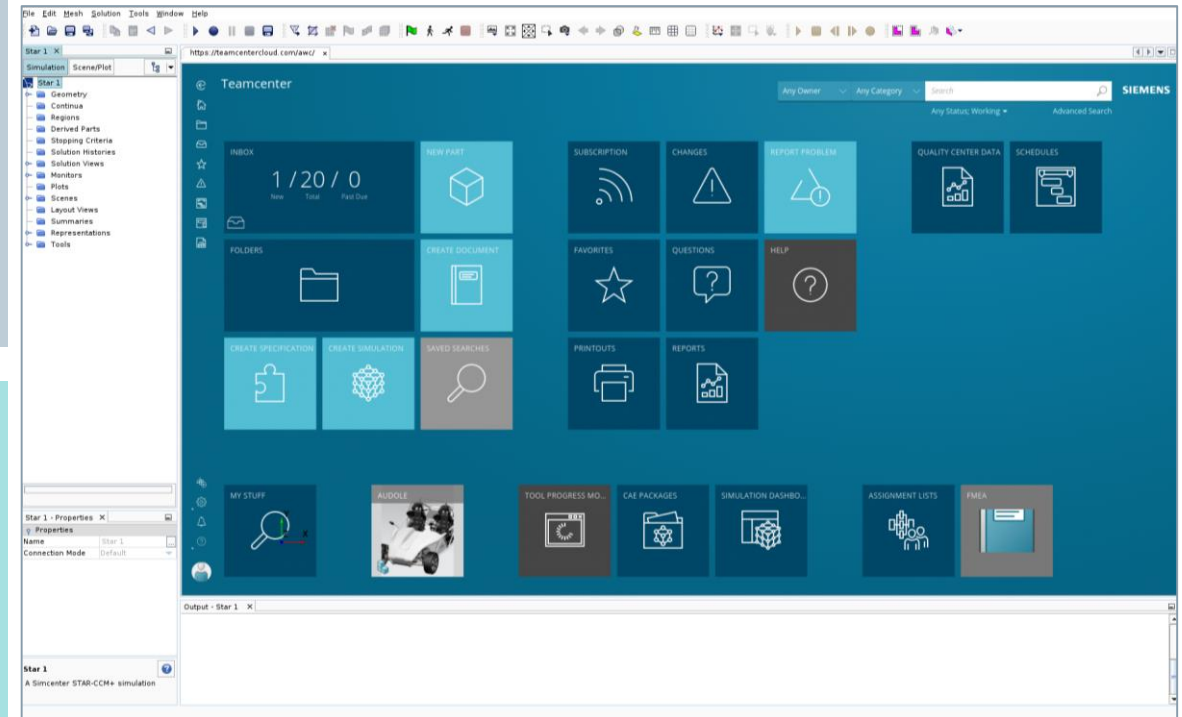 File Edit Mesh Solution Tools Window Help
Star 1
https://teamcentercloud.com/awc/
Simulation Scene/Plot
Star 1
Geometry
Continua
Regions
Derived Parts
Stopping Criteria
Solution Histories
Solution Views
Monitors
Plots
Scenes
Layout Views
Summaries
Representations
Tools
Teamcenter
Any Owner Any Category Search SIEMENS
Any Status; Working Advanced Search
INBOX NEW PART SUBSCRIPTION CHANGES REPORT PROBLEM QUALITY CENTER DATA SCHEDULES
1 / 20 / 0
New Total Past Due
FOLDERS CREATE DOCUMENT FAVORITES QUESTIONS HELP
CREATE SPECIFICATION CREATE SIMULATION SAVED SEARCHES PRINTOUTS REPORTS
MY STUFF AUDOLE TOOL PROGRESS MO... CAE PACKAGES SIMULATION DASHBO... ASSIGNMENT LISTS FMEA
Star 1 - Properties
Properties
Name Star 1
Connection Mode Default
Output - Star 1
Star 1
A Simcenter STAR-CCM+ simulation